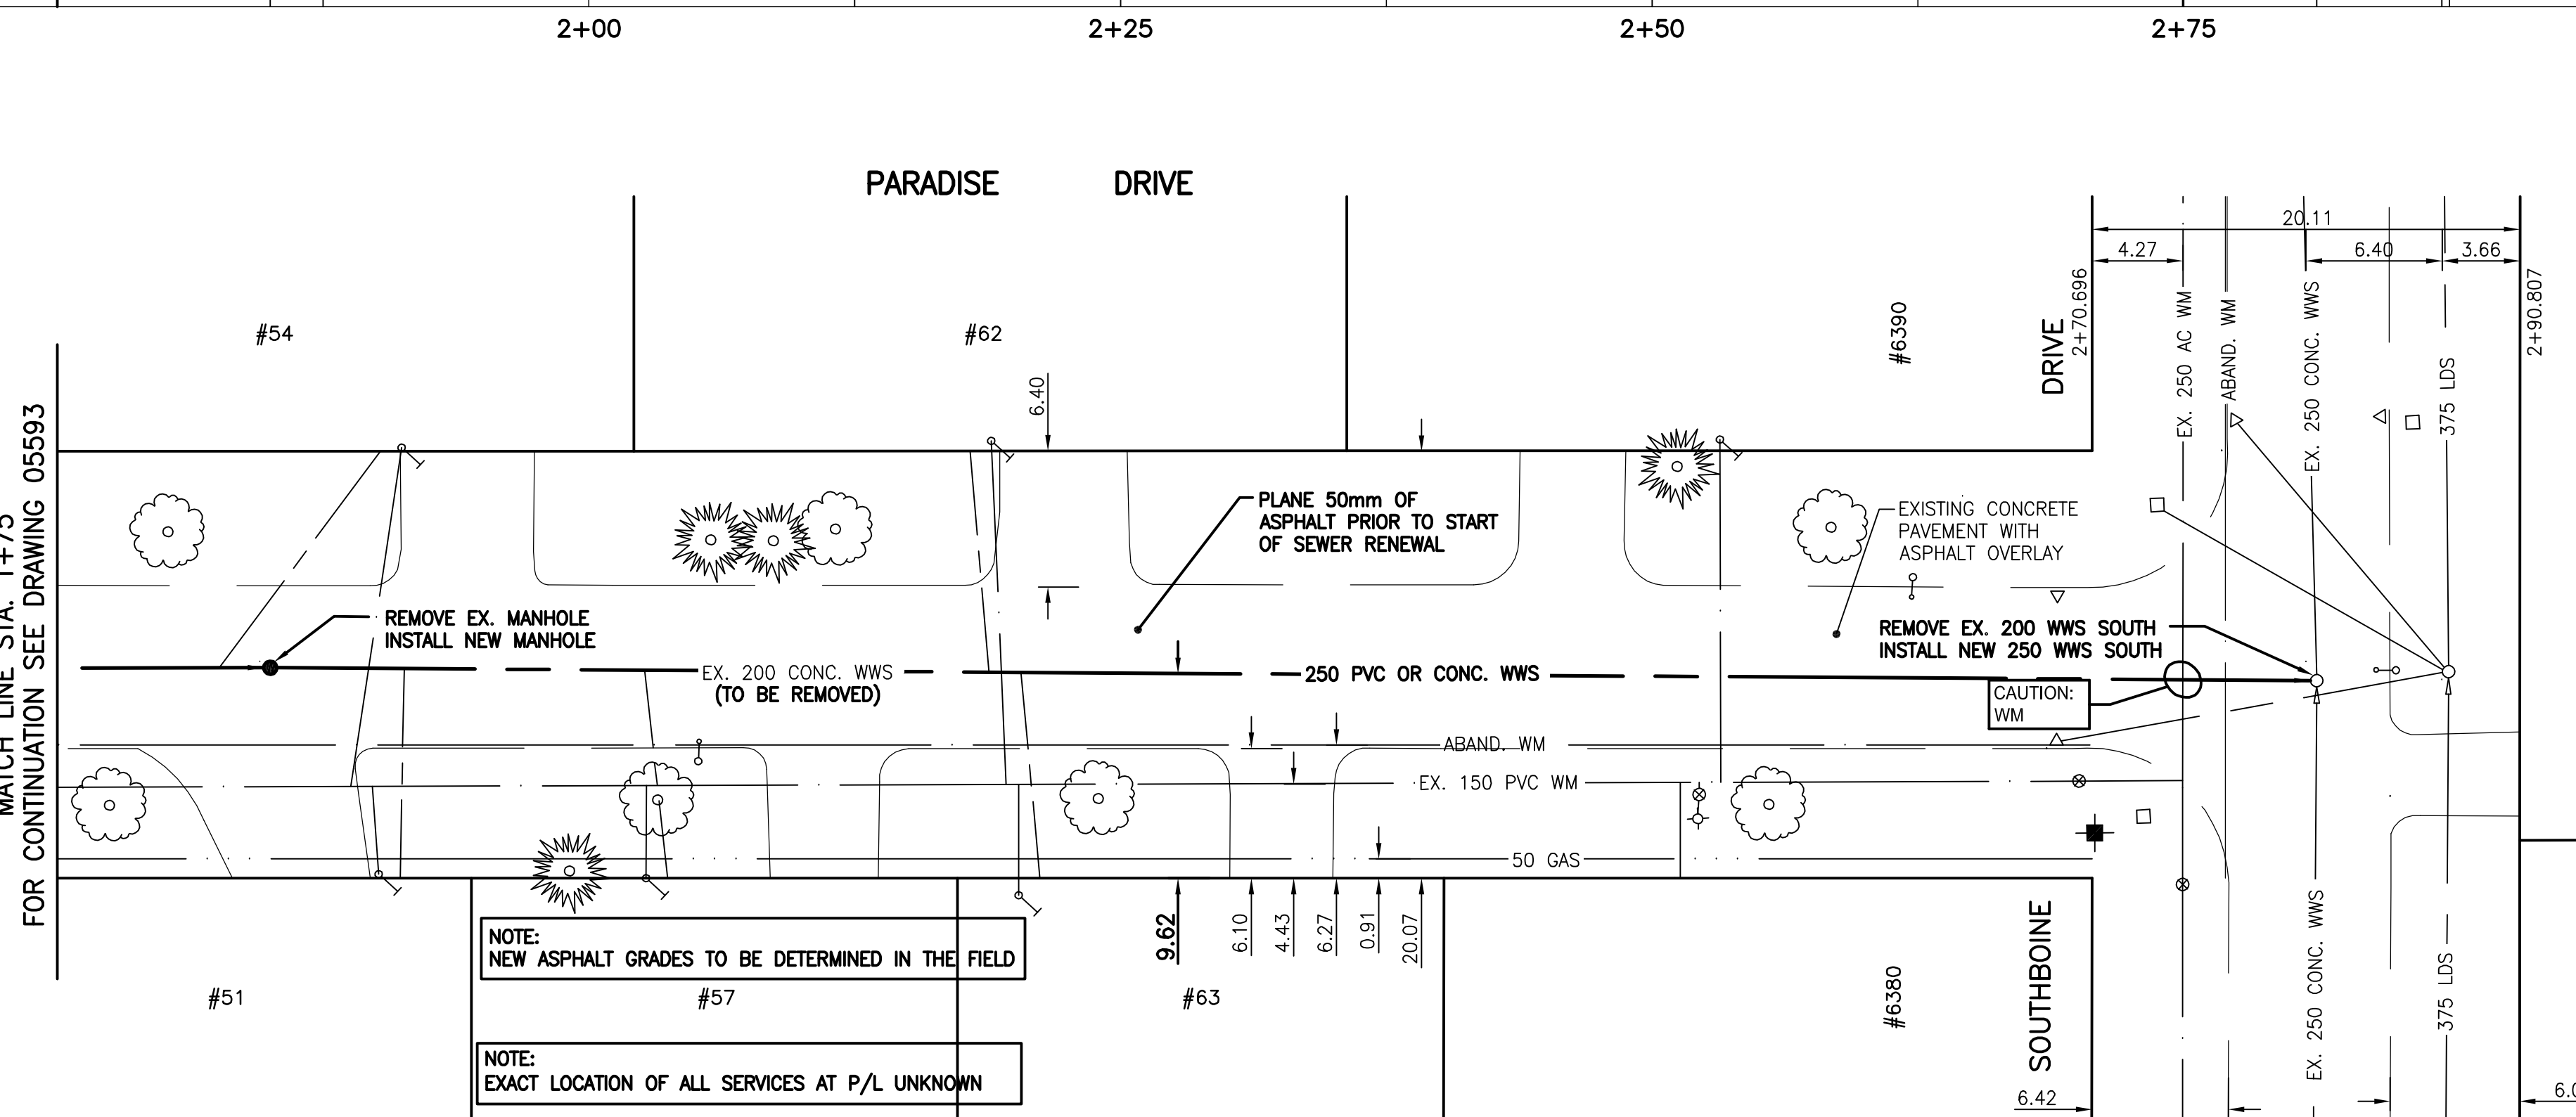 2+00
2+25
2+50
2+75
PARADISE DRIVE
20.11
4.27
6.40
3.66
2+70.696
2+90.807
#54
#62
#6390
DRIVE
EX. 250 AC WM
ABAND. WM
EX. 250 CONC. WWS
375 LDS
6.40
MATCH LINE STA. 1+75
FOR CONTINUATION SEE DRAWING 05593
PLANE 50mm OF
ASPHALT PRIOR TO START
OF SEWER RENEWAL
EXISTING CONCRETE
PAVEMENT WITH
ASPHALT OVERLAY
REMOVE EX. MANHOLE
INSTALL NEW MANHOLE
REMOVE EX. 200 WWS SOUTH
INSTALL NEW 250 WWS SOUTH
EX. 200 CONC. WWS
(TO BE REMOVED)
250 PVC OR CONC. WWS
CAUTION:
WM
ABAND. WM
EX. 150 PVC WM
50 GAS
9.62
6.10
4.43
6.27
0.91
20.07
NOTE:
NEW ASPHALT GRADES TO BE DETERMINED IN THE FIELD
#51
#57
#63
#6380
SOUTHBOINE
EX. 250 CONC. WWS
375 LDS
NOTE:
EXACT LOCATION OF ALL SERVICES AT P/L UNKNOWN
6.42